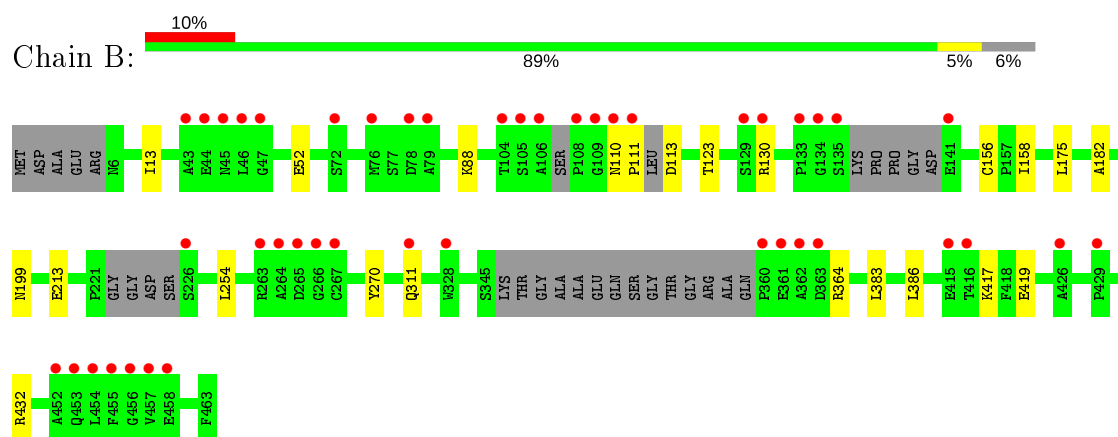 10%
Chain B:
89% 5% 6%
MET ASP ALA GLU ARG N6 I13 A43 E44 N45 L46 G47 E52 S72 M76 S77 D78 A79 K88 T104 S105 A106 SER P108 G109 N110 P111 LEU D113 T123 S129 R130 P133 G134 S135 LYS PRO PRO GLY ASP E141 C156 P157 I158 L175 A182
N199 E213 P221 GLY GLY ASP SER S226 L254 R263 A264 D265 G266 C267 Y270 Q311 W328 S345 LYS THR GLY ALA ALA GLU GLN SER GLY THR GLY ARG ALA GLN P360 E361 A362 D363 R364 L383 L386 E415 T416 K417 F418 E419 A426 P429
R432 A452 Q453 L454 F455 G456 V457 E458 F463